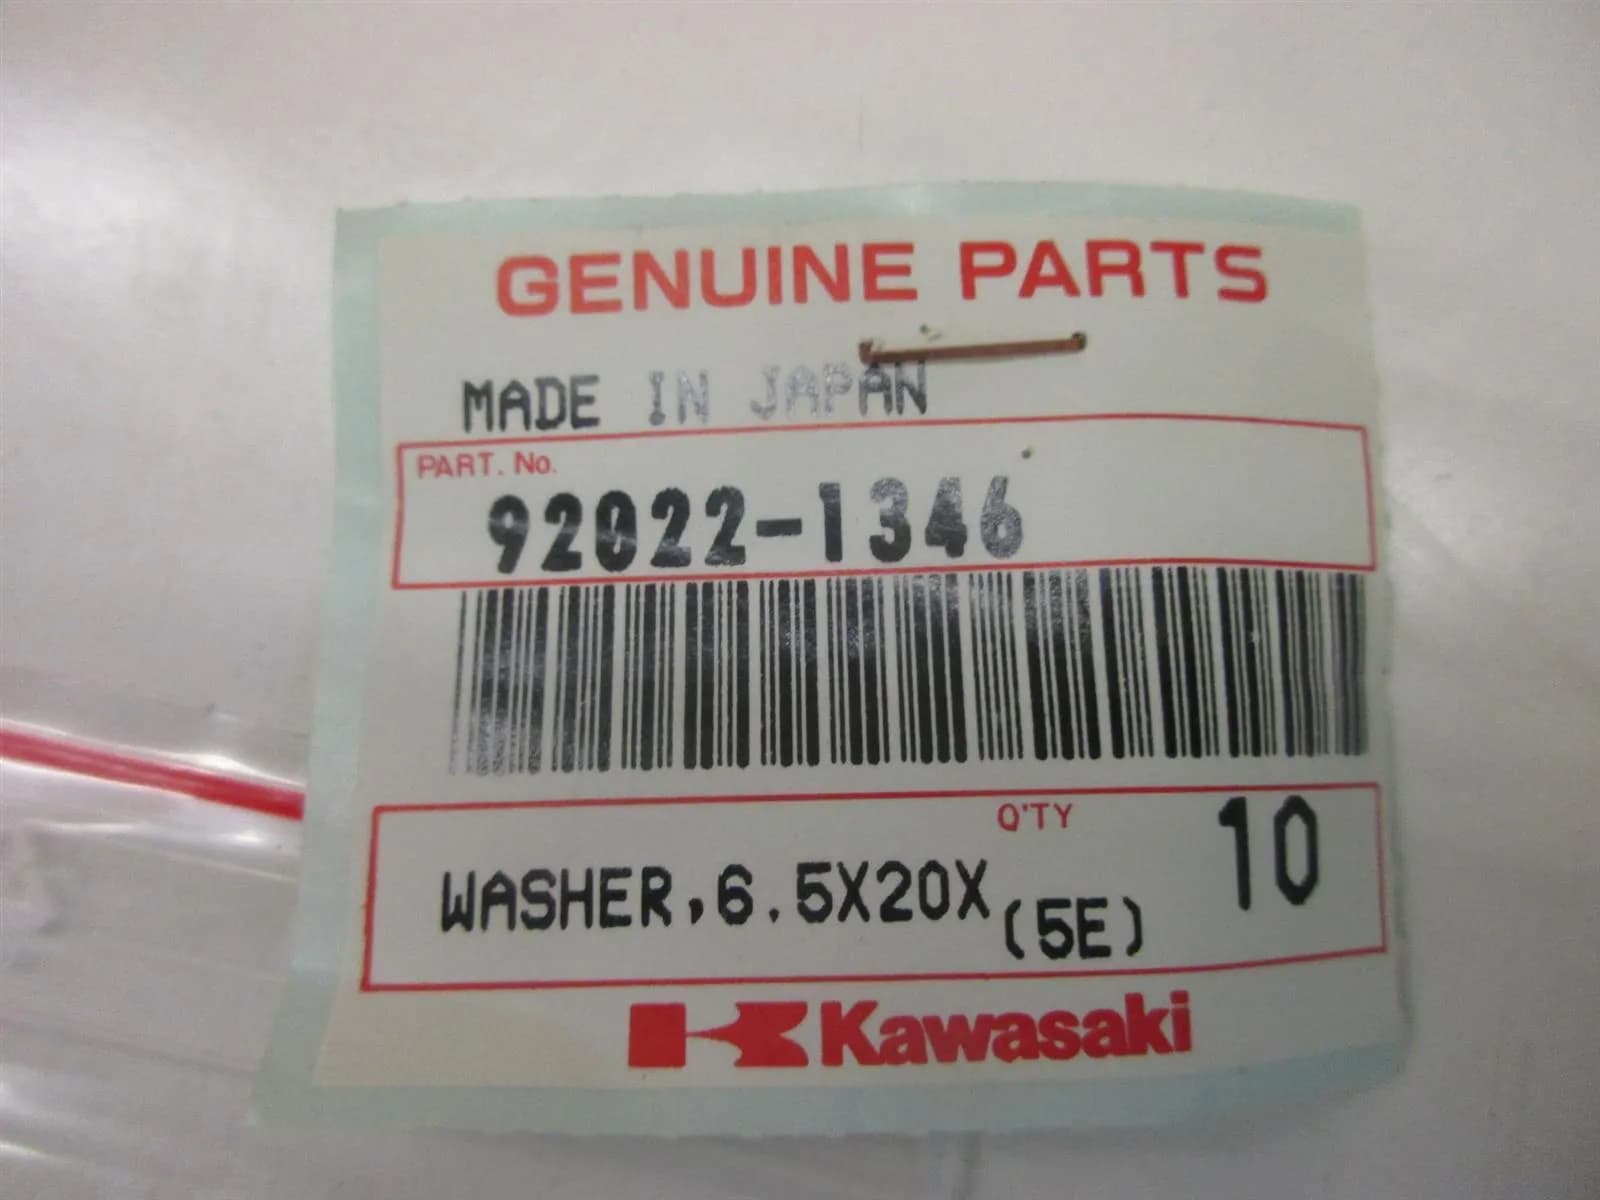 GENUINE PARTS
MADE IN JAPAN
PART. No.
92022-1346
Q'TY
WASHER,6.5X20X(5E) 10
Kawasaki